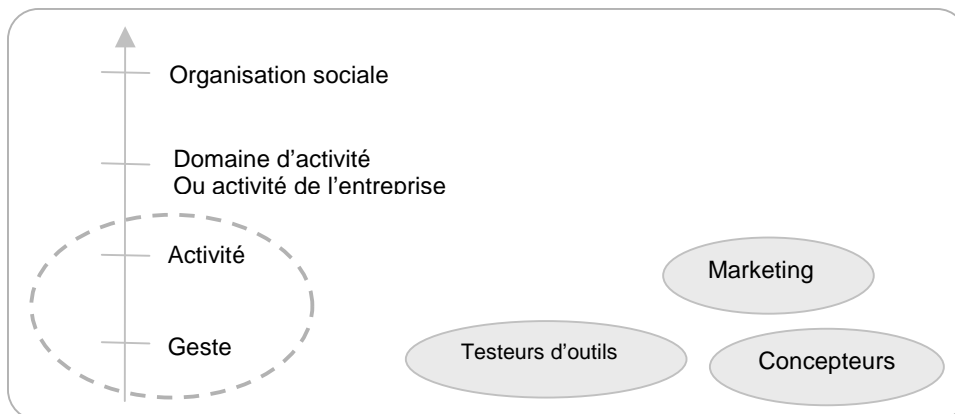 Organisation sociale
Domaine d'activité
Ou activité de l'entreprise
Activité
Marketing
Geste
Testeurs d'outils
Concepteurs